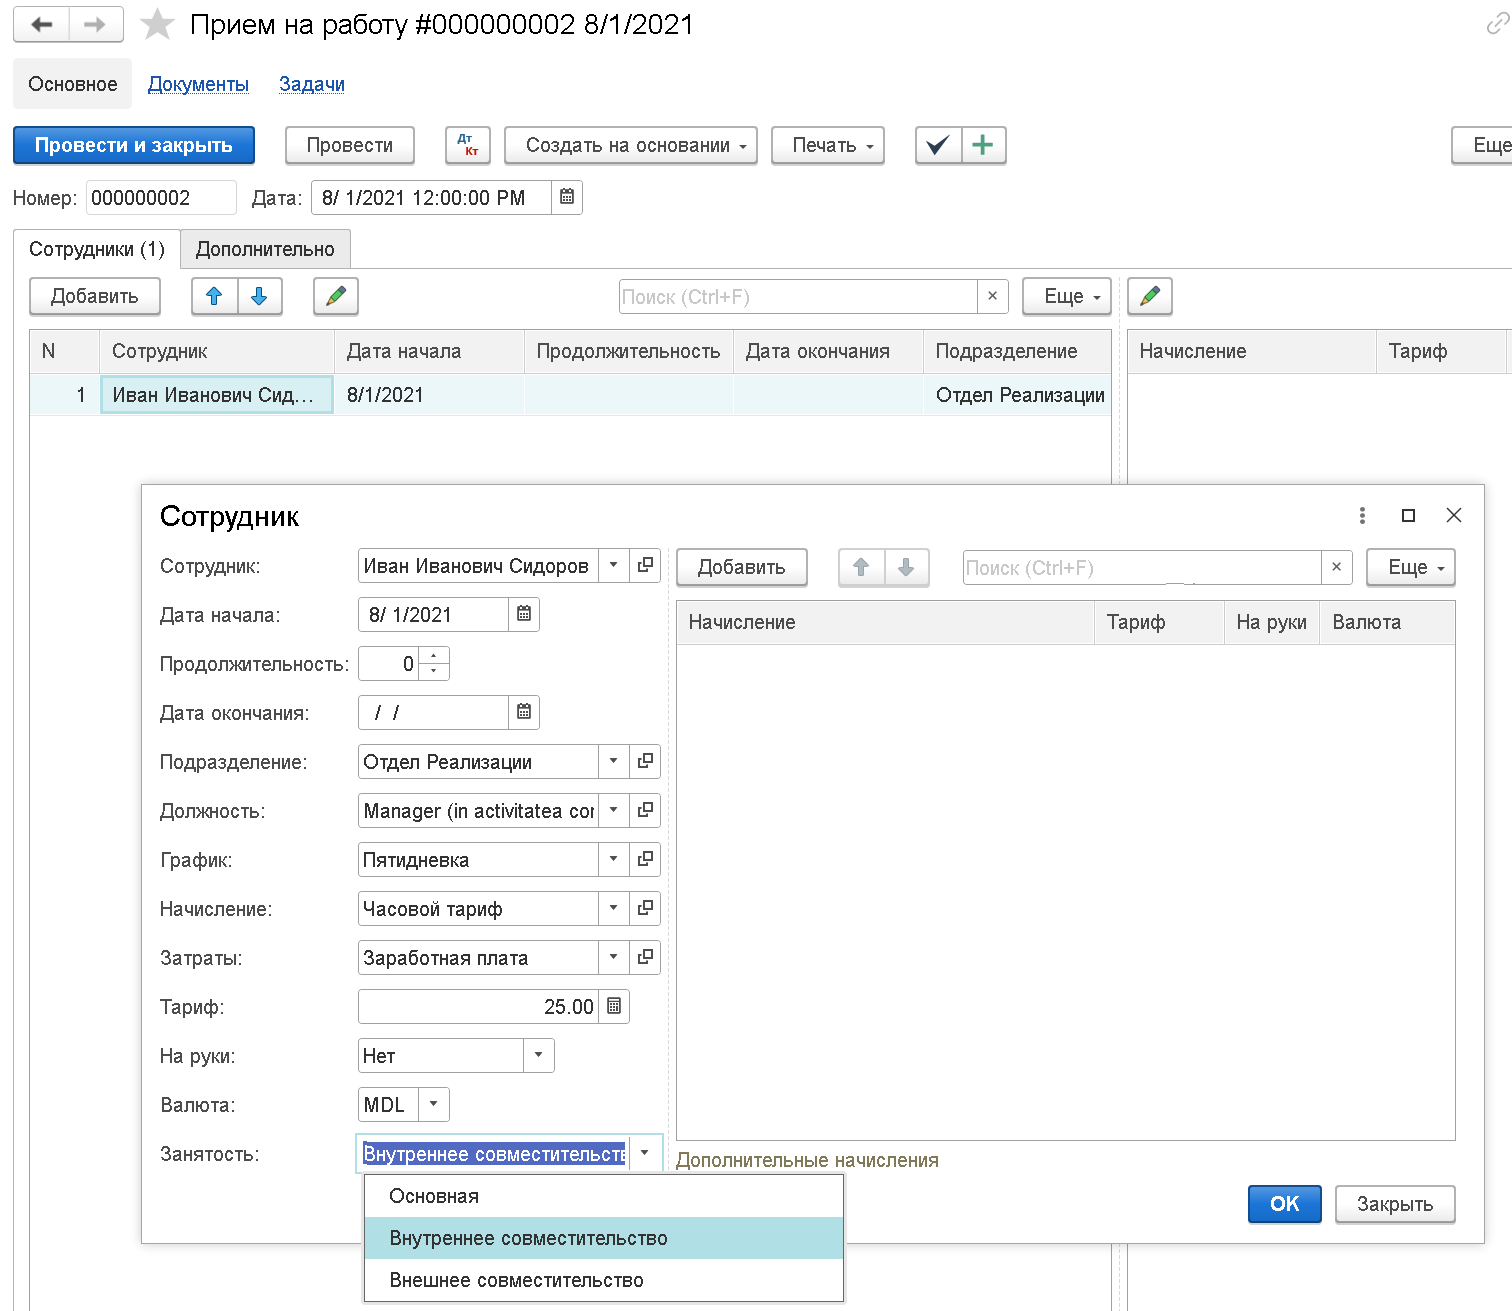 Прием на работу #000000002 8/1/2021
Основное Документы Задачи
Провести и закрыть Провести Дт Кт Создать на основании Печать Еще
Номер: 000000002 Дата: 8/ 1/2021 12:00:00 PM
Сотрудники (1) Дополнительно
Добавить Поиск (Ctrl+F) × Еще
N Сотрудник Дата начала Продолжительность Дата окончания Подразделение Начисление Тариф
1 Иван Иванович Сид... 8/1/2021 Отдел Реализации
Сотрудник
Сотрудник: Иван Иванович Сидоров Добавить Поиск (Ctrl+F) × Еще
Дата начала: 8/ 1/2021 Начисление Тариф На руки Валюта
Продолжительность: 0
Дата окончания: / /
Подразделение: Отдел Реализации
Должность: Manager (in activitatea cor
График: Пятидневка
Начисление: Часовой тариф
Затраты: Заработная плата
Тариф: 25.00
На руки: Нет
Валюта: MDL
Занятость: Внутреннее совместительств Дополнительные начисления
Основная
OK Закрыть
Внутреннее совместительство
Внешнее совместительство